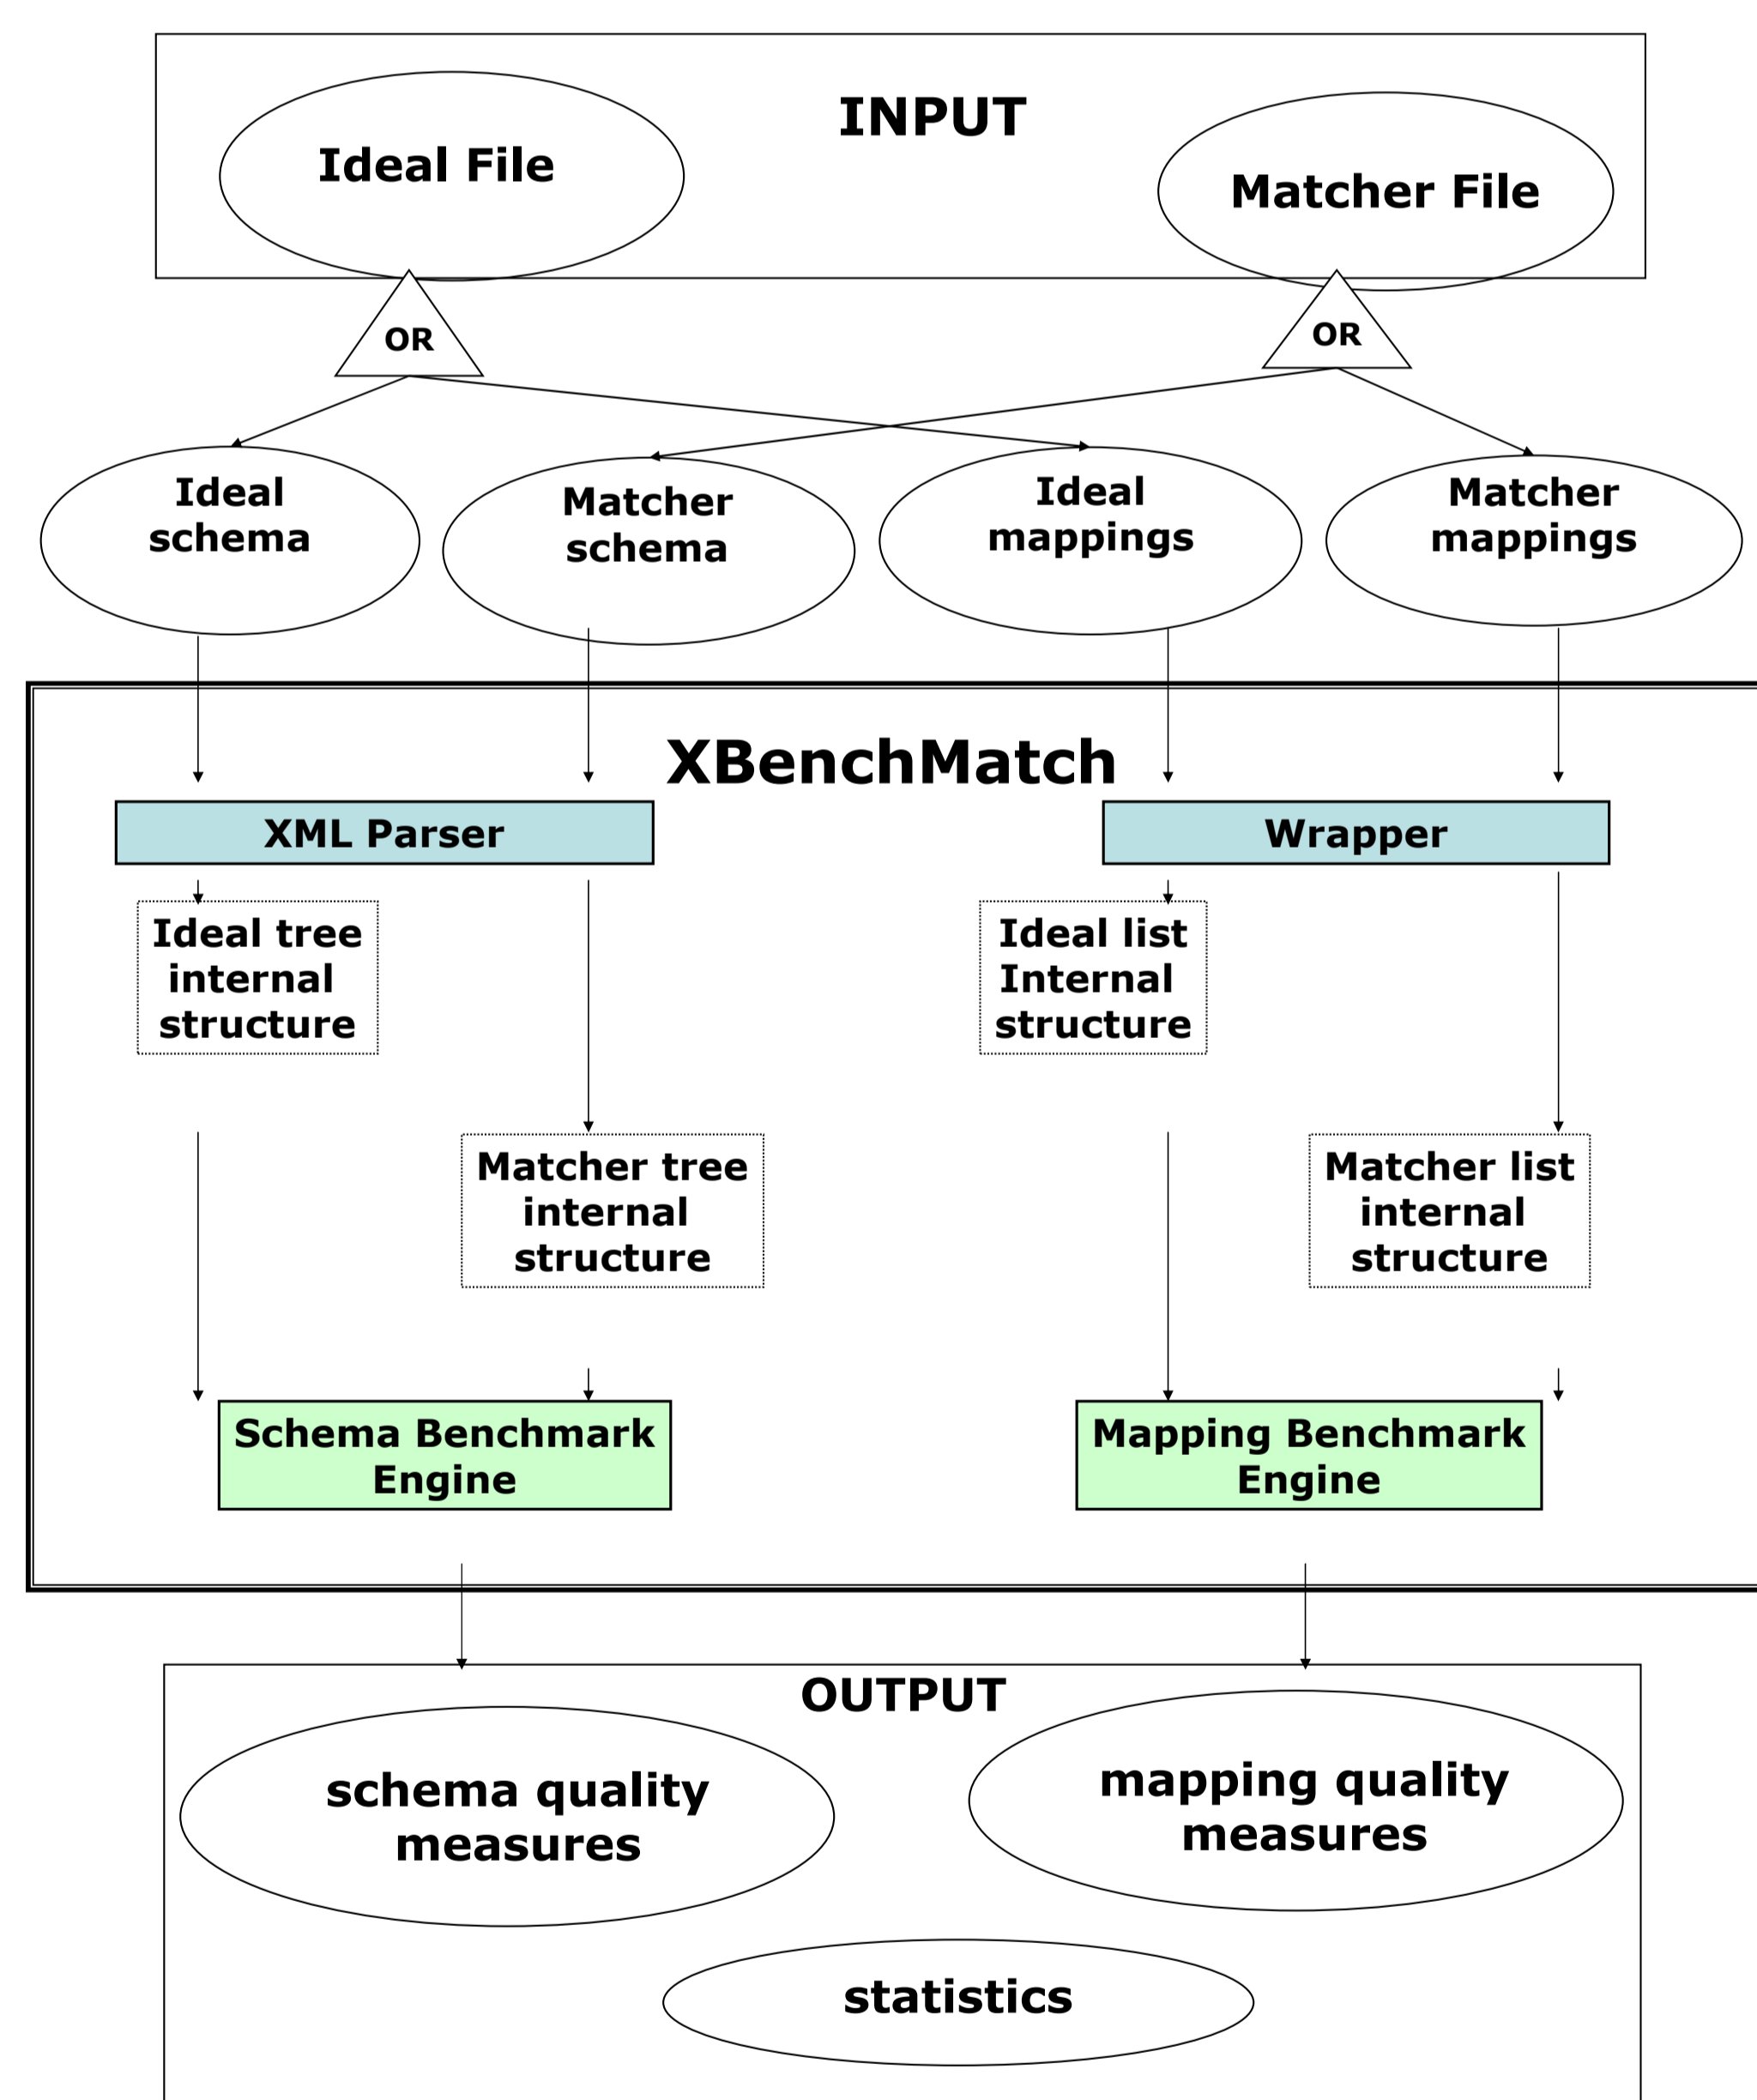 INPUT
Ideal File
Matcher File
OR
OR
Ideal
schema
Matcher
schema
Ideal
mappings
Matcher
mappings
XBenchMatch
XML Parser
Wrapper
Ideal tree
internal
structure
Ideal list
Internal
structure
Matcher tree
internal
structure
Matcher list
internal
structure
Schema Benchmark
Engine
Mapping Benchmark
Engine
OUTPUT
schema quality
measures
mapping quality
measures
statistics